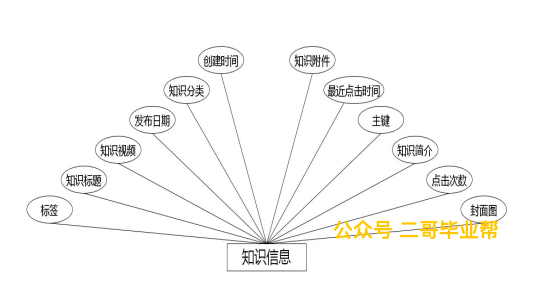 创建时间
知识附件
知识分类
最近点击时间
发布日期
主键
知识视频
知识简介
知识标题
点击次数
标签
封面图
公众号 二哥毕业帮
知识信息